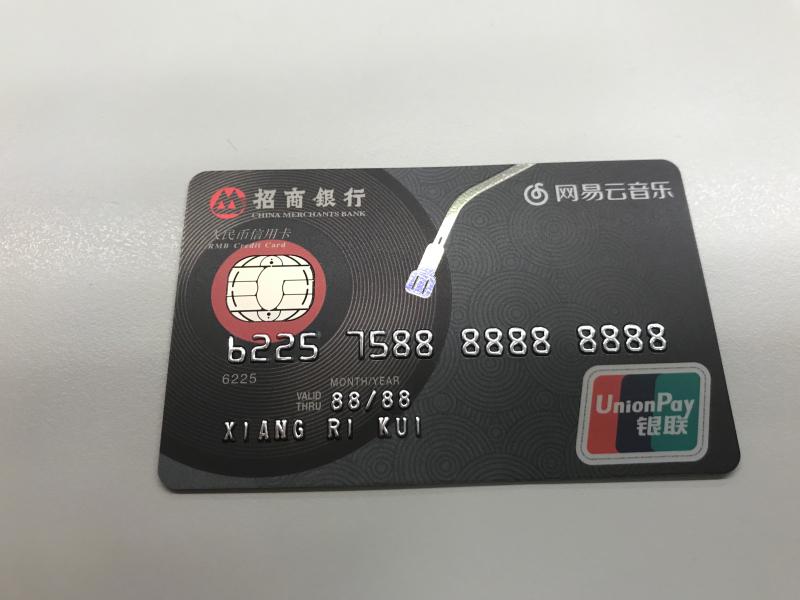 招商銀行
CHINA MERCHANTS BANK
网易云音乐
人民币信用卡
RMB Credit Card
6225 7588 8888 8888
6225
MONTH/YEAR
VALID THRU 88/88
XIANG RI KUI
UnionPay
银联